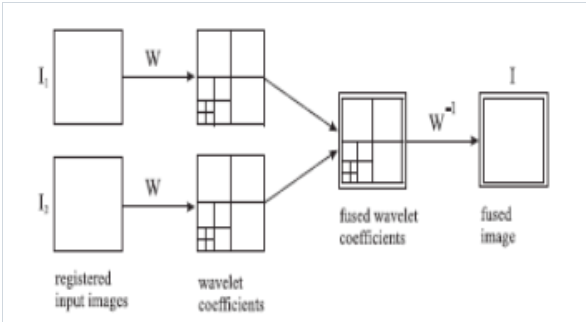 I₁
W
I₂
W
W⁻¹
I
registered
input images
wavelet
coefficients
fused wavelet
coefficients
fused
image